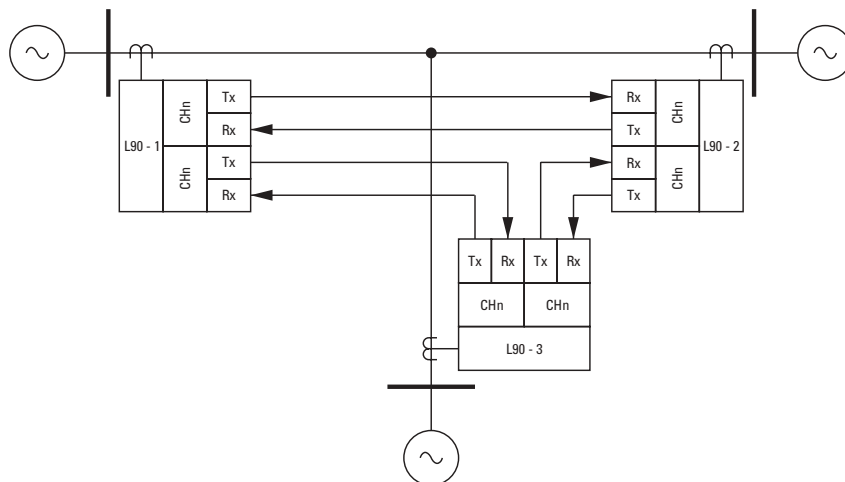 Tx
Rx
CHn
CHn
L90 - 1
Tx
Rx
Rx
Tx
CHn
CHn
L90 - 2
Rx
Tx
Tx
Rx
Tx
Rx
CHn
CHn
L90 - 3